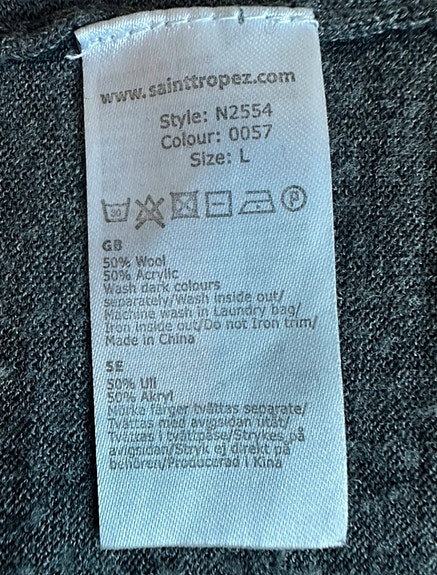 www.sainttropez.com
Style: N2554
Colour: 0057
Size: L
30 P
GB
50% Wool
50% Acrylic
Wash dark colours
separately/Wash inside out/
Machine wash in Laundry bag/
Iron inside out/Do not Iron trim/
Made in China
SE
50% Ull
50% Akryl
Mörka färger tvättas separate/
Tvättas med avigsidan utåt/
Tvättas i tvättpåse/Strykes på
avigsidan/Stryk ej direkt på
behören/Producerad i Kina